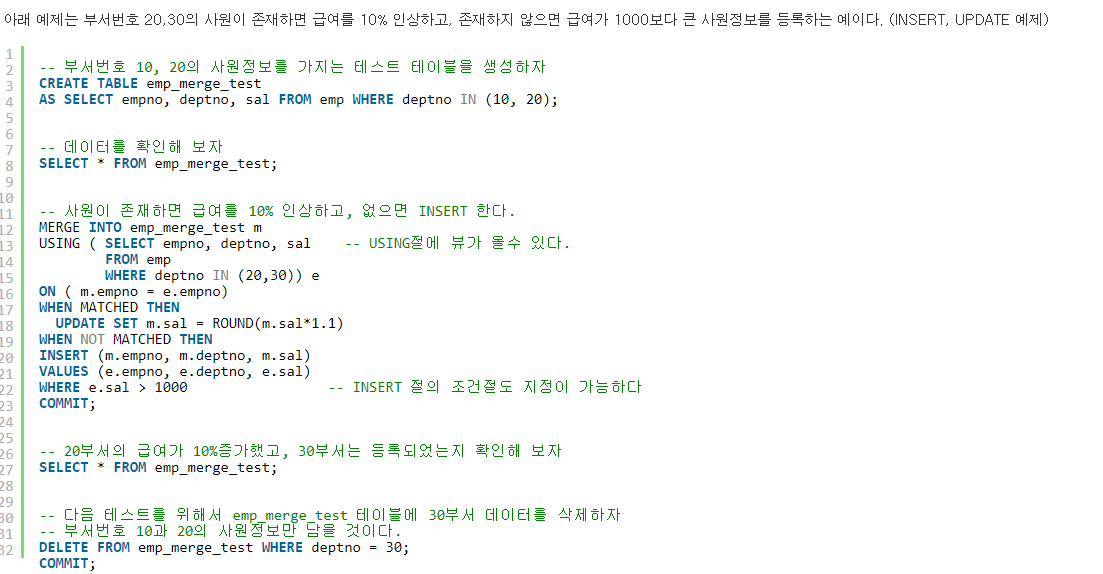 아래 예제는 부서번호 20,30의 사원이 존재하면 급여를 10% 인상하고, 존재하지 않으면 급여가 1000보다 큰 사원정보를 등록하는 예이다. (INSERT, UPDATE 예제)
1
2 -- 부서번호 10, 20의 사원정보를 가지는 테스트 테이블을 생성하자
3 CREATE TABLE emp_merge_test
4 AS SELECT empno, deptno, sal FROM emp WHERE deptno IN (10, 20);
5
6
7 -- 데이터를 확인해 보자
8 SELECT * FROM emp_merge_test;
9
10
11 -- 사원이 존재하면 급여를 10% 인상하고, 없으면 INSERT 한다.
12 MERGE INTO emp_merge_test m
13 USING ( SELECT empno, deptno, sal -- USING절에 뷰가 올수 있다.
14 FROM emp
15 WHERE deptno IN (20,30)) e
16 ON ( m.empno = e.empno)
17 WHEN MATCHED THEN
18 UPDATE SET m.sal = ROUND(m.sal*1.1)
19 WHEN NOT MATCHED THEN
20 INSERT (m.empno, m.deptno, m.sal)
21 VALUES (e.empno, e.deptno, e.sal)
22 WHERE e.sal > 1000 -- INSERT 절의 조건절도 지정이 가능하다
23 COMMIT;
24
25
26 -- 20부서의 급여가 10%증가했고, 30부서는 등록되었는지 확인해 보자
27 SELECT * FROM emp_merge_test;
28
29
30 -- 다음 테스트를 위해서 emp_merge_test 테이블에 30부서 데이터를 삭제하자
31 -- 부서번호 10과 20의 사원정보만 담을 것이다.
32 DELETE FROM emp_merge_test WHERE deptno = 30;
COMMIT;